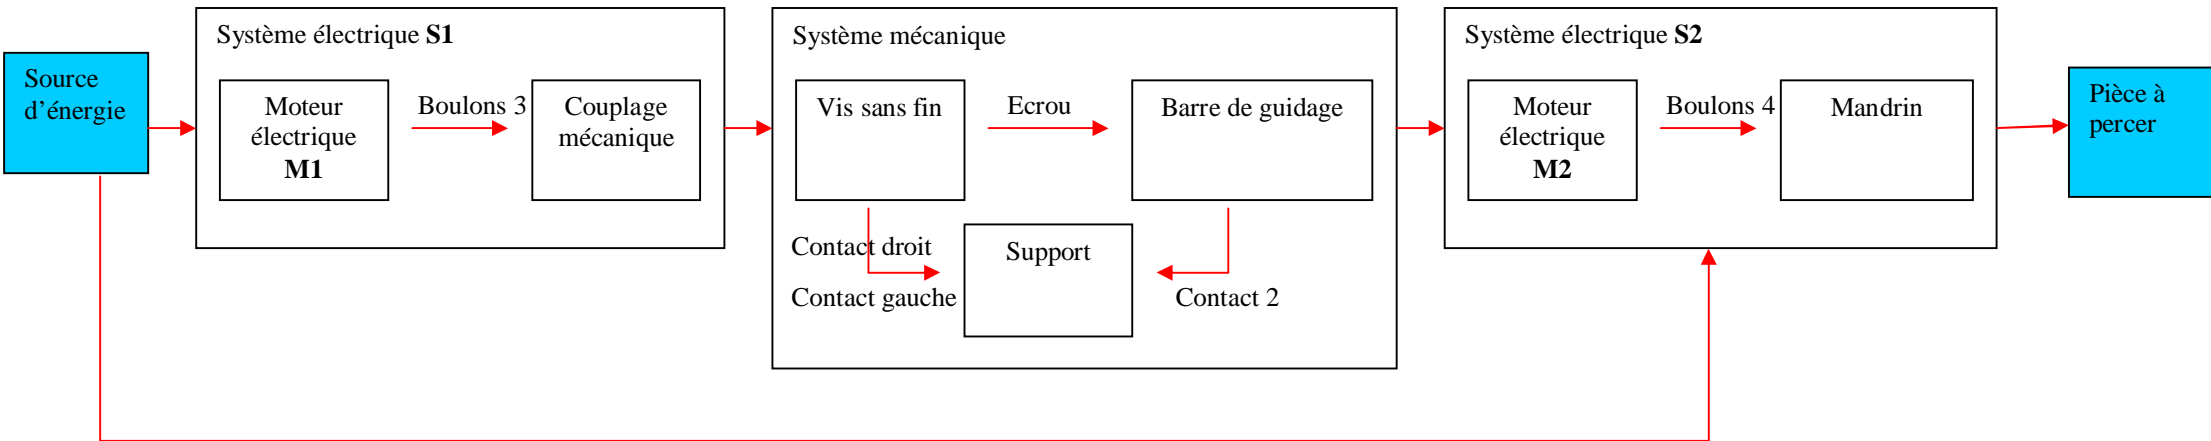 Source
d’énergie
Système électrique S1
Moteur
électrique
M1
Boulons 3
Couplage
mécanique
Système mécanique
Vis sans fin
Ecrou
Barre de guidage
Contact droit
Contact gauche
Support
Contact 2
Système électrique S2
Moteur
électrique
M2
Boulons 4
Mandrin
Pièce à
percer